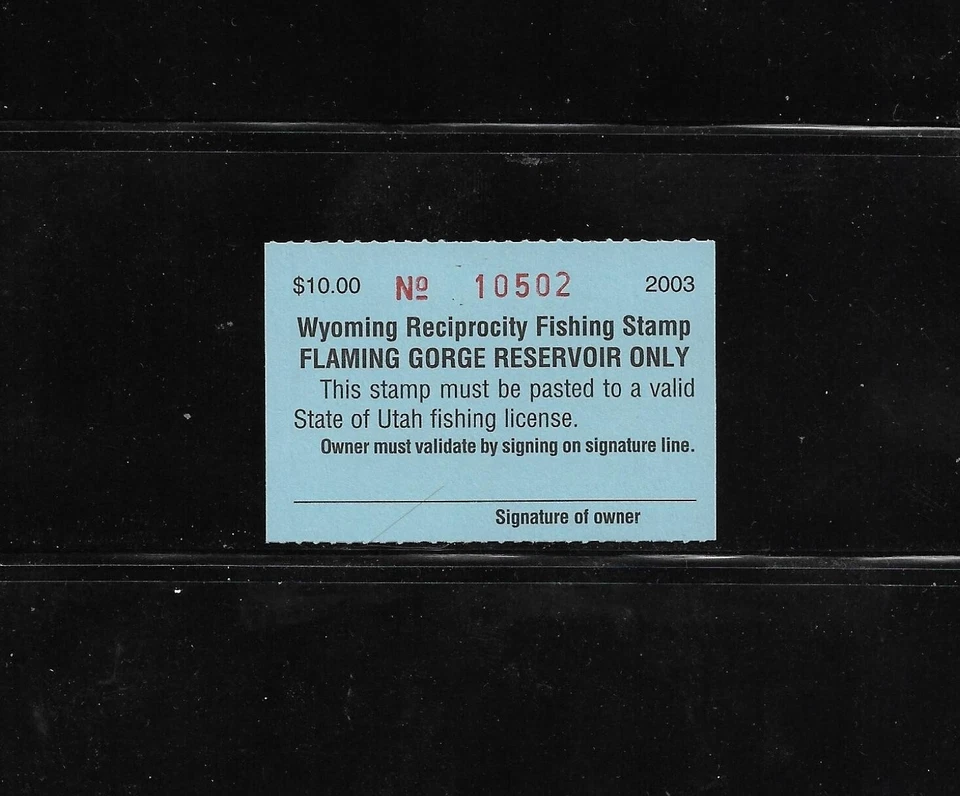 $10.00 Nº 10502 2003
Wyoming Reciprocity Fishing Stamp
FLAMING GORGE RESERVOIR ONLY
This stamp must be pasted to a valid
State of Utah fishing license.
Owner must validate by signing on signature line.
Signature of owner